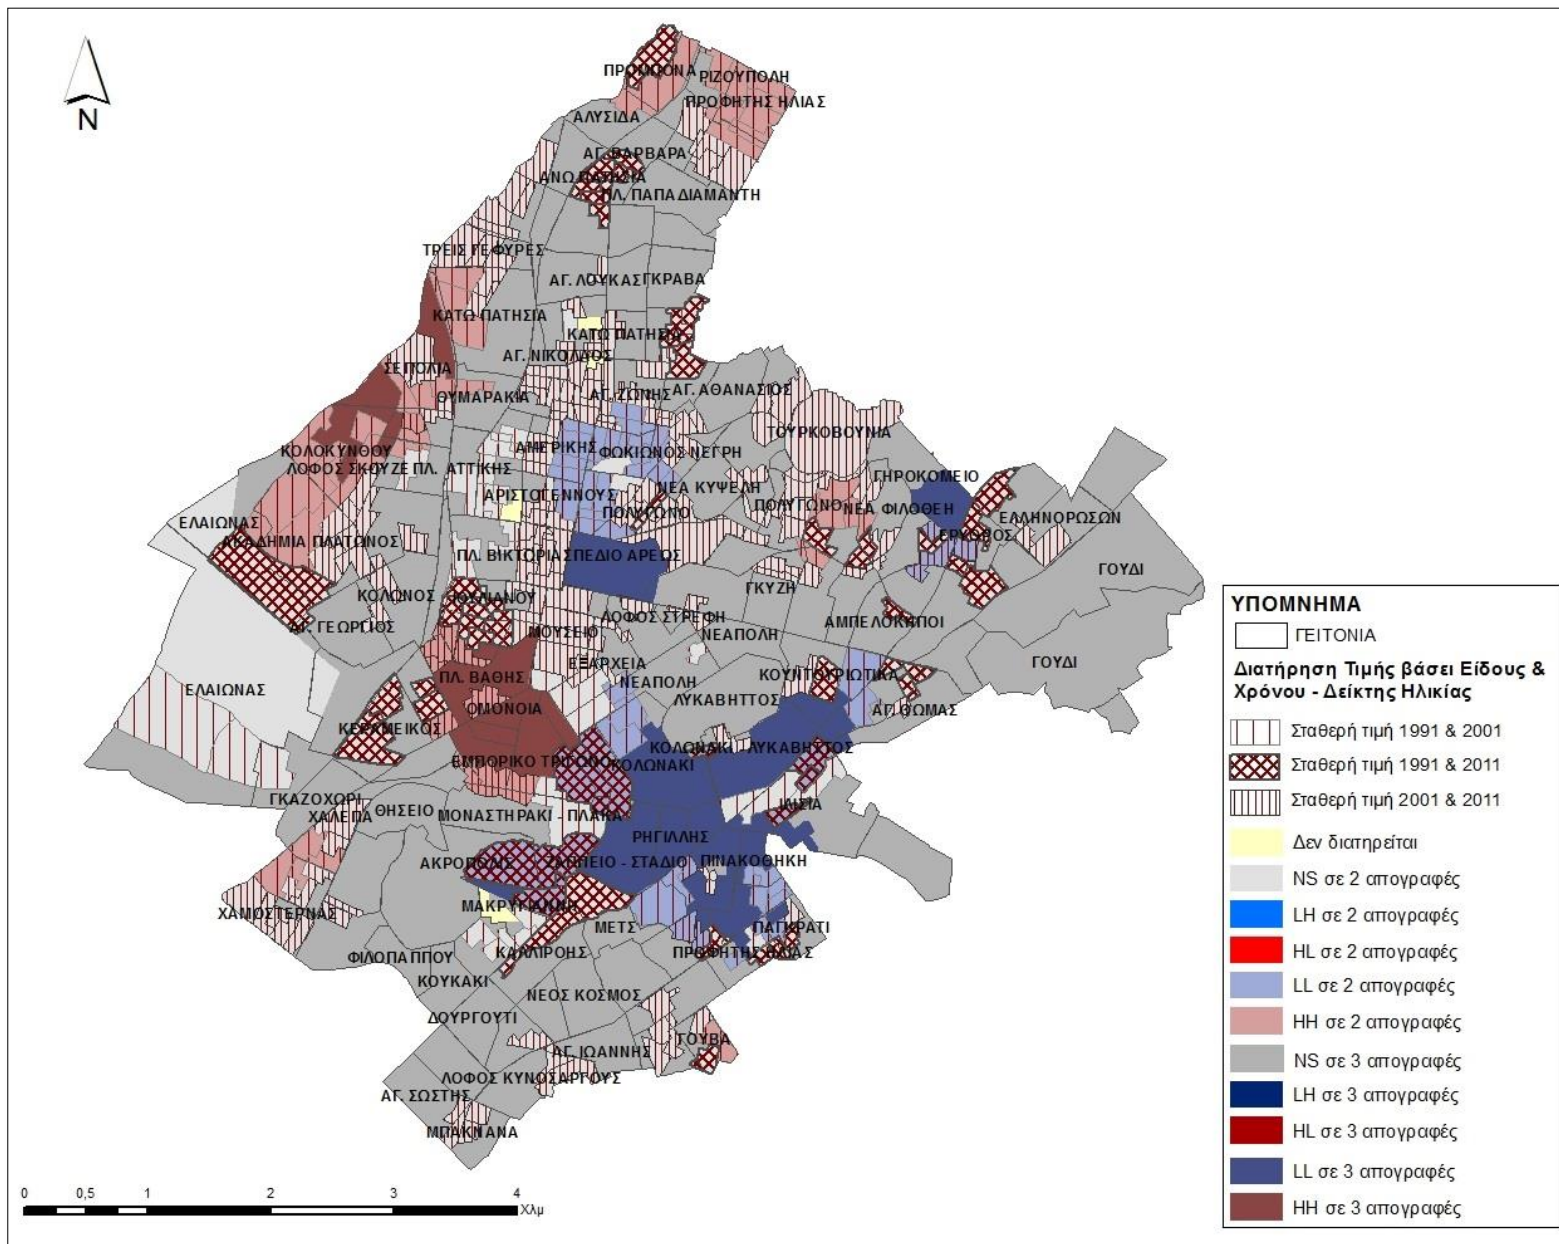 ΠΡΟΜΠΟΝΑ
ΡΙΖΟΥΠΟΛΗ
ΠΡΟΦΗΤΗΣ ΗΛΙΑΣ
ΑΛΥΣΙΔΑ
ΑΓ. ΒΑΡΒΑΡΑ
ΑΝΩ ΠΑΤΗΣΙΑ
ΠΛ. ΠΑΠΑΔΙΑΜΑΝΤΗ
ΤΡΕΙΣ ΓΕΦΥΡΕΣ
ΑΓ. ΛΟΥΚΑΣ
ΓΚΡΑΒΑ
ΚΑΤΩ ΠΑΤΗΣΙΑ
ΚΑΤΩ ΠΑΤΗΣΙΑ
ΑΓ. ΝΙΚΟΛΑΟΣ
ΣΕΠΟΛΙΑ
ΘΥΜΑΡΑΚΙΑ
ΑΓ. ΖΩΝΗΣ
ΑΓ. ΑΘΑΝΑΣΙΟΣ
ΤΟΥΡΚΟΒΟΥΝΙΑ
ΚΟΛΟΚΥΝΘΟΥ
ΛΟΦΟΣ ΣΚΟΥΖΕ
ΠΛ. ΑΤΤΙΚΗΣ
ΑΜΕΡΙΚΗΣ
ΦΩΚΙΩΝΟΣ ΝΕΓΡΗ
ΓΗΡΟΚΟΜΕΙΟ
ΑΡΙΣΤΟΓΕΝΝΟΥΣ
ΝΕΑ ΚΥΨΕΛΗ
ΠΟΛΥΓΩΝΟ
ΠΟΛΥΓΩΝΟ
ΝΕΑ ΦΙΛΟΘΕΗ
ΕΛΛΗΝΟΡΩΣΩΝ
ΕΡΥΘΡΟΣ
ΕΛΑΙΩΝΑΣ
ΑΚΑΔΗΜΙΑ ΠΛΑΤΩΝΟΣ
ΠΛ. ΒΙΚΤΩΡΙΑΣ
ΠΕΔΙΟ ΑΡΕΩΣ
ΓΟΥΔΙ
ΓΚΥΖΗ
ΚΟΛΩΝΟΣ
ΙΟΥΛΙΑΝΟΥ
ΛΟΦΟΣ ΣΤΡΕΦΗ
ΑΜΠΕΛΟΚΗΠΟΙ
ΑΓ. ΓΕΩΡΓΙΟΣ
ΜΟΥΣΕΙΟ
ΝΕΑΠΟΛΗ
ΓΟΥΔΙ
ΕΞΑΡΧΕΙΑ
ΝΕΑΠΟΛΗ
ΚΟΥΝΤΟΥΡΙΩΤΙΚΑ
ΕΛΑΙΩΝΑΣ
ΠΛ. ΒΑΘΗΣ
ΛΥΚΑΒΗΤΤΟΣ
ΑΓ. ΘΩΜΑΣ
ΟΜΟΝΟΙΑ
ΚΕΡΑΜΕΙΚΟΣ
ΚΟΛΩΝΑΚΙ - ΛΥΚΑΒΗΤΤΟΣ
ΕΜΠΟΡΙΚΟ ΤΡΙΓΩΝΟ
ΚΟΛΩΝΑΚΙ
ΓΚΑΖΟΧΩΡΙ
ΧΑΛΕΠΑ
ΘΗΣΕΙΟ
ΜΟΝΑΣΤΗΡΑΚΙ - ΠΛΑΚΑ
ΙΛΙΣΙΑ
ΡΗΓΙΛΛΗΣ
ΑΚΡΟΠΟΛΙΣ
ΖΑΠΠΕΙΟ - ΣΤΑΔΙΟ
ΠΙΝΑΚΟΘΗΚΗ
ΧΑΜΟΣΤΕΡΝΑΣ
ΜΑΚΡΥΓΙΑΝΝΗ
ΜΕΤΣ
ΠΑΓΚΡΑΤΙ
ΦΙΛΟΠΑΠΠΟΥ
ΚΑΛΛΙΡΟΗΣ
ΠΡΟΦΗΤΗΣ ΗΛΙΑΣ
ΚΟΥΚΑΚΙ
ΝΕΟΣ ΚΟΣΜΟΣ
ΔΟΥΡΓΟΥΤΙ
ΓΟΥΒΑ
ΑΓ. ΙΩΑΝΝΗΣ
ΛΟΦΟΣ ΚΥΝΟΣΑΡΓΟΥΣ
ΑΓ. ΣΩΣΤΗΣ
ΜΠΑΚΝΑΝΑ
N
0 0,5 1 2 3 4
Χλμ
ΥΠΟΜΝΗΜΑ
ΓΕΙΤΟΝΙΑ
Διατήρηση Τιμής βάσει Είδους &
Χρόνου - Δείκτης Ηλικίας
Σταθερή τιμή 1991 & 2001
Σταθερή τιμή 1991 & 2011
Σταθερή τιμή 2001 & 2011
Δεν διατηρείται
NS σε 2 απογραφές
LH σε 2 απογραφές
HL σε 2 απογραφές
LL σε 2 απογραφές
HH σε 2 απογραφές
NS σε 3 απογραφές
LH σε 3 απογραφές
HL σε 3 απογραφές
LL σε 3 απογραφές
HH σε 3 απογραφές